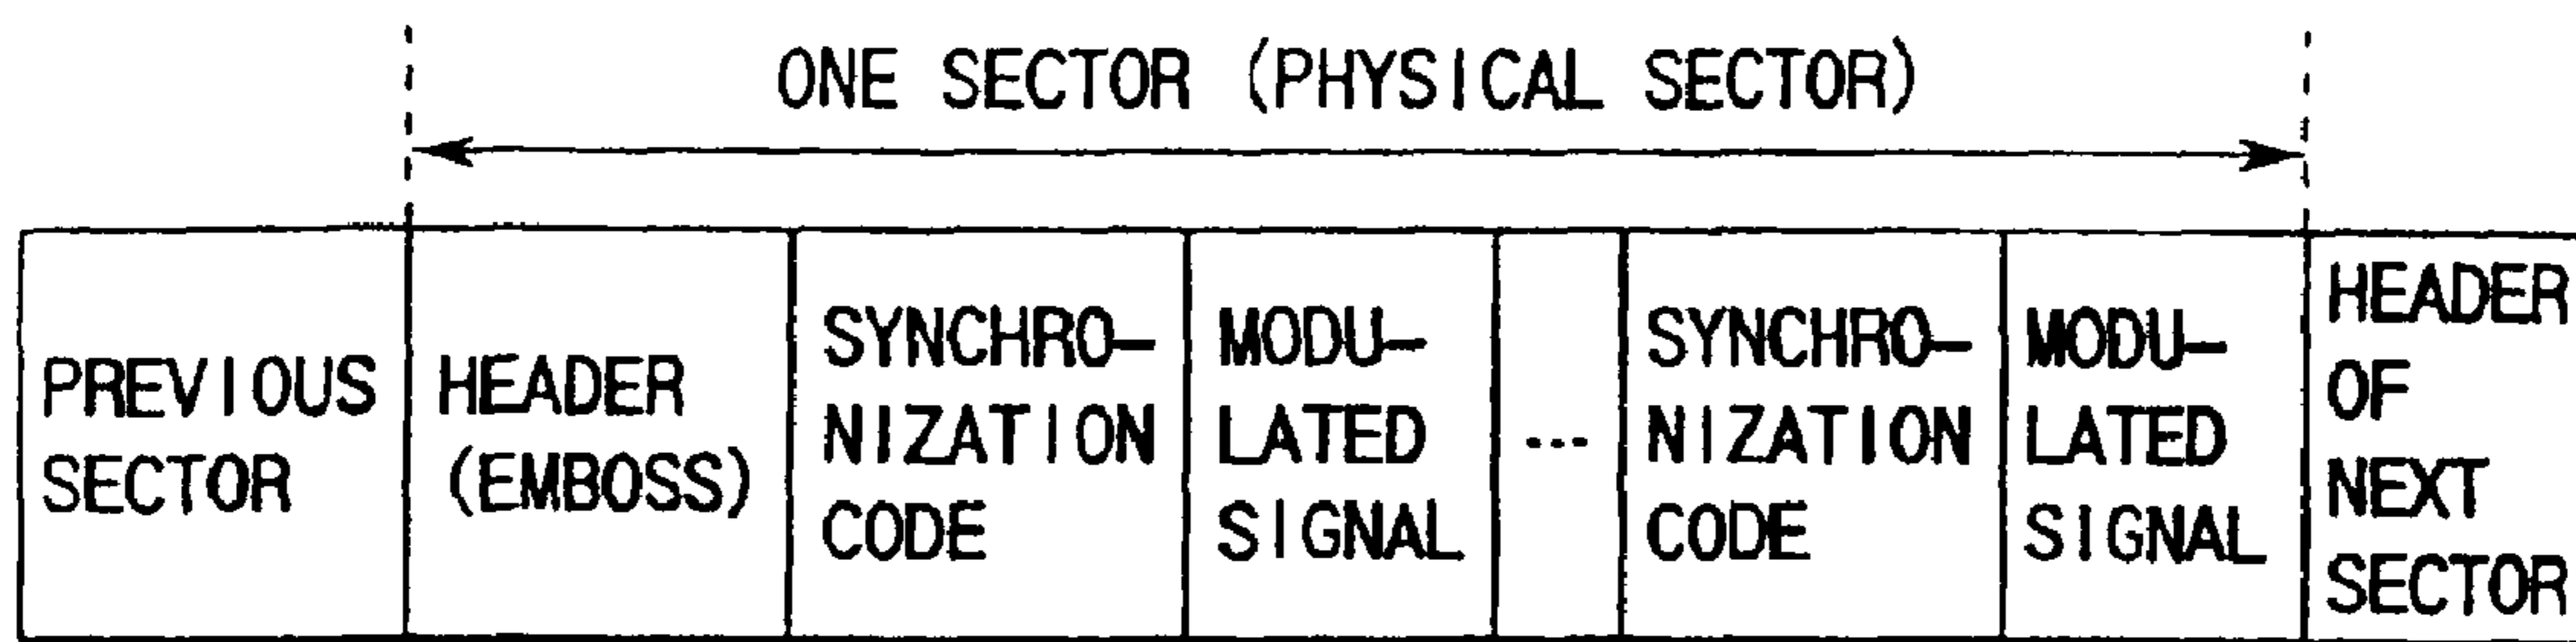 ONE SECTOR (PHYSICAL SECTOR)
PREVIOUS
SECTOR
HEADER
(EMBOSS)
SYNCHRO–
NIZATION
CODE
MODU–
LATED
SIGNAL
...
SYNCHRO–
NIZATION
CODE
MODU–
LATED
SIGNAL
HEADER
OF
NEXT
SECTOR